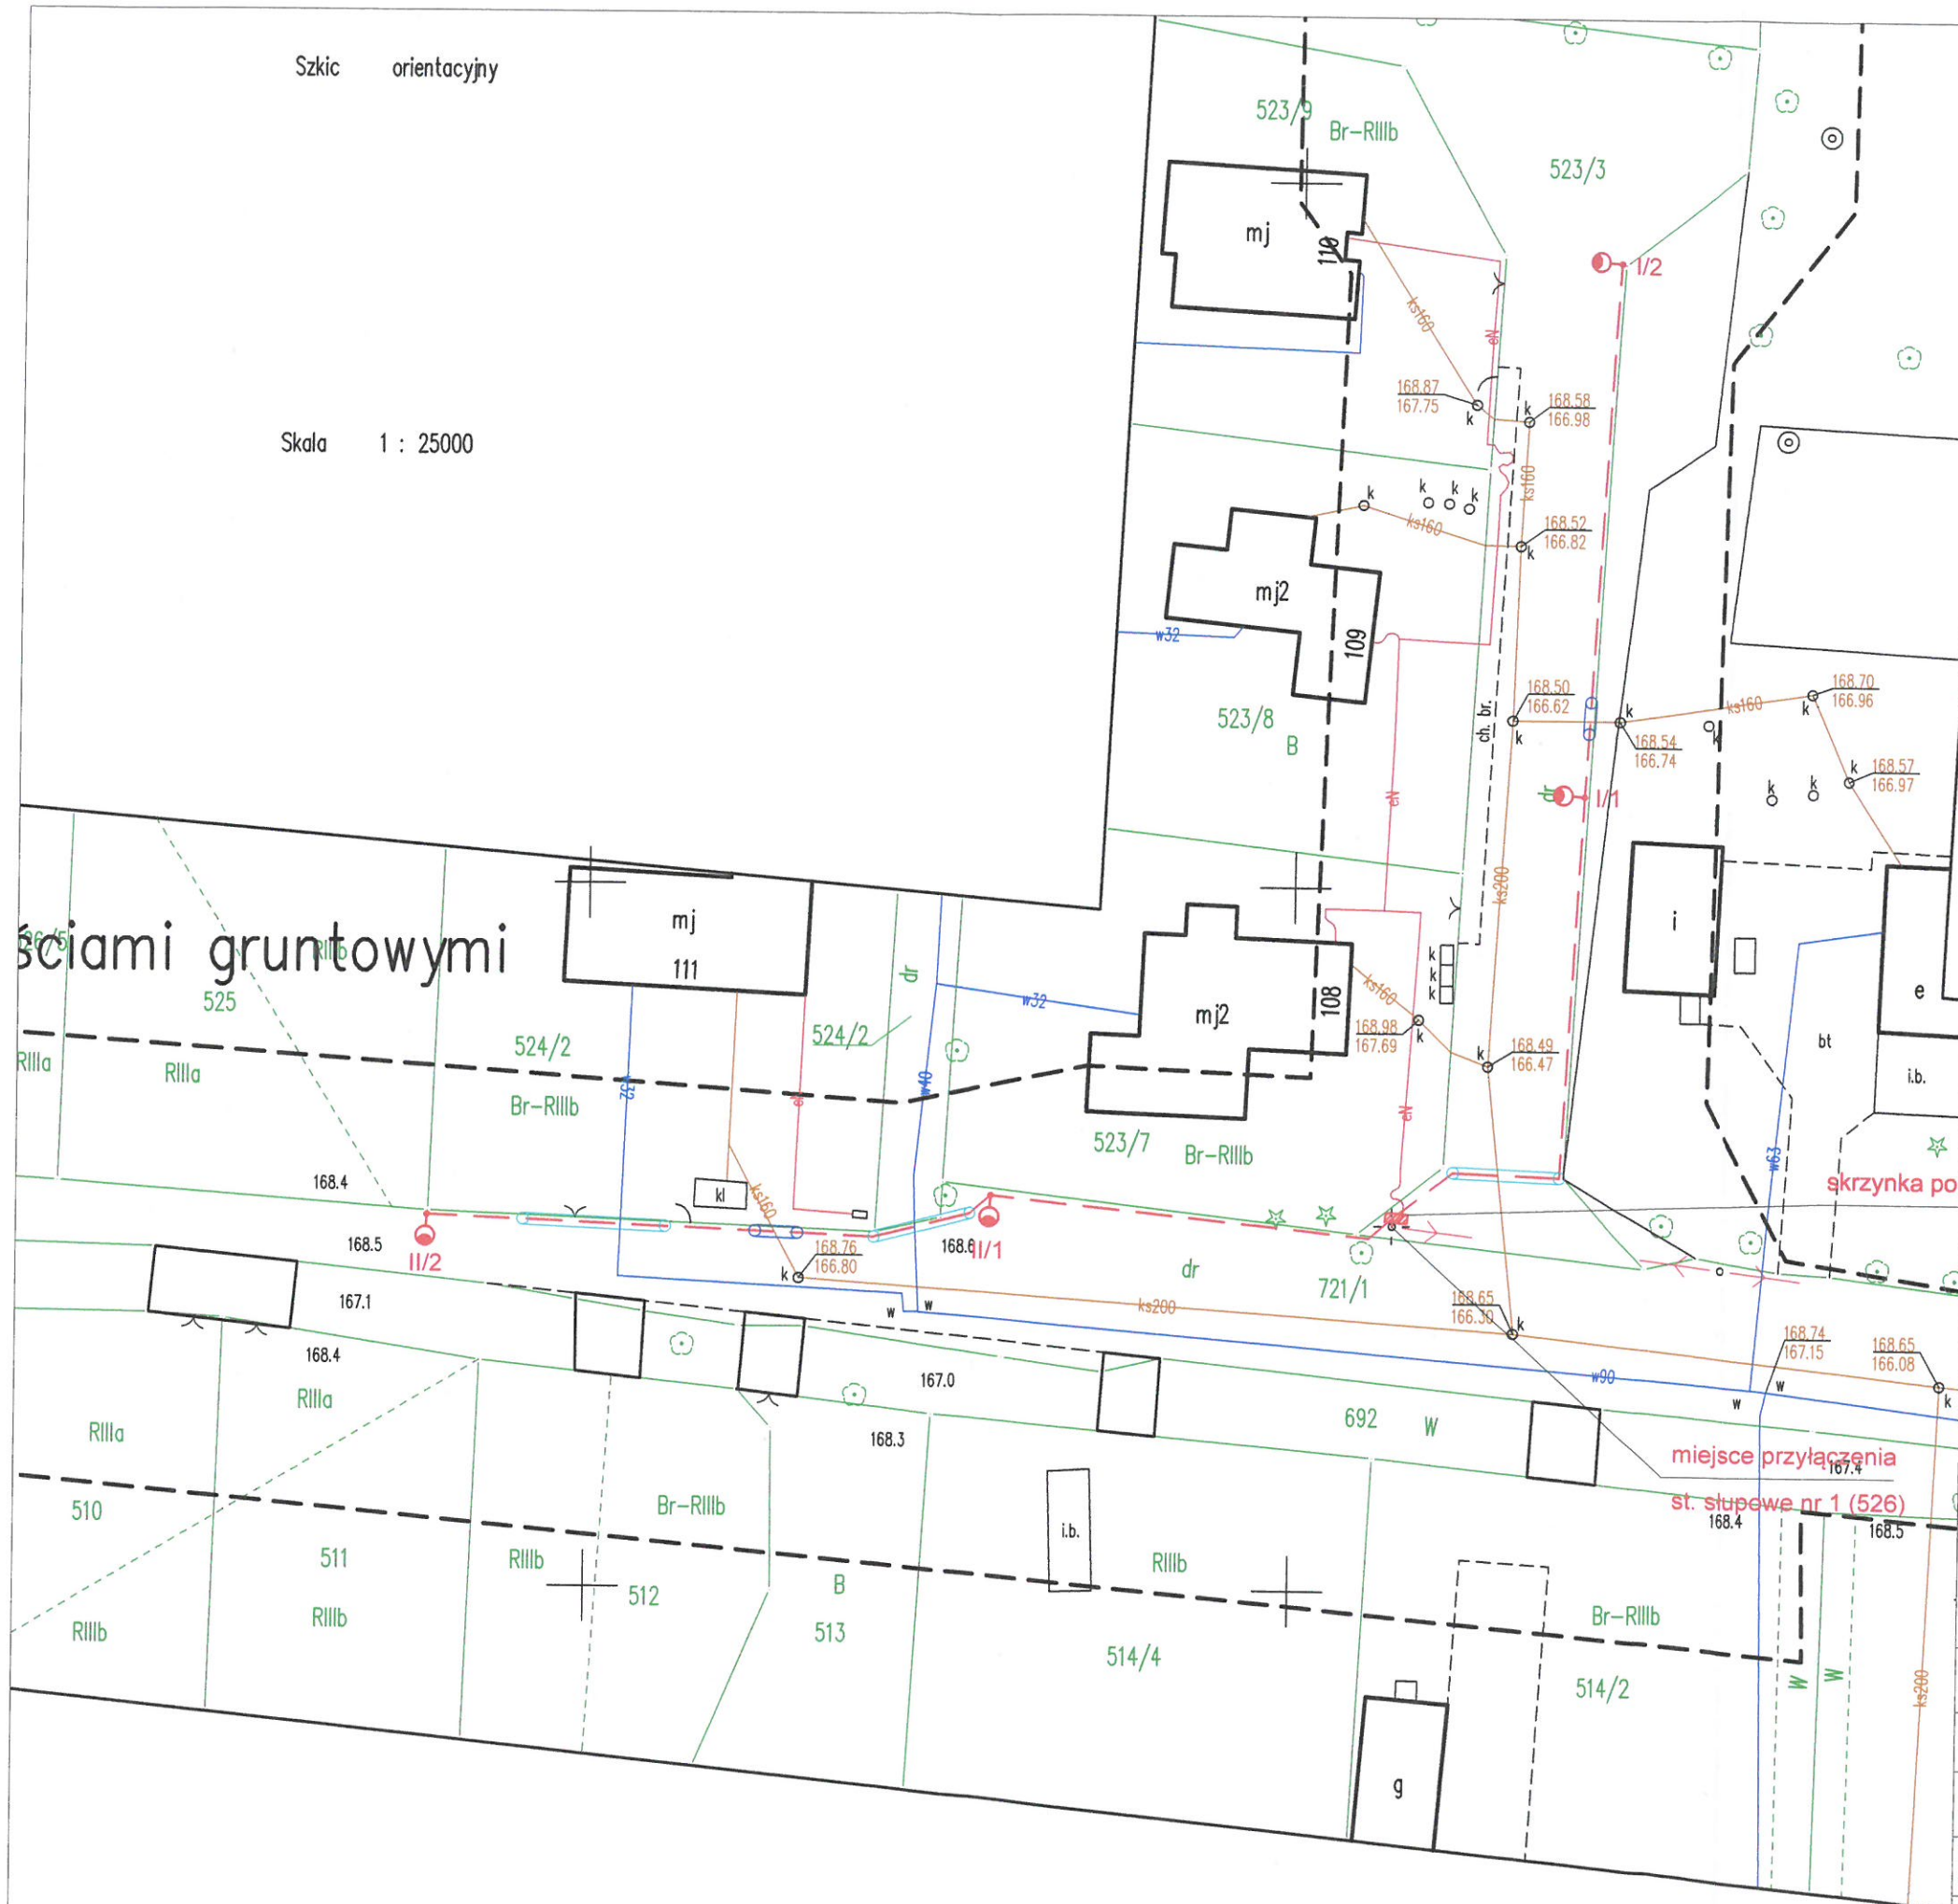 Szkic orientacyjny
523/9
Br-RIIIb
523/3
mj
110
I/2
ks160
eN
Skala 1 : 25000
168.87
167.75
k
k
168.58
166.98
ks160
k
k
k
k
ks160
168.52
166.82
k
mj2
w32
109
168.50
166.62
k
k
168.54
166.74
ks160
168.70
166.96
k
k
523/8
B
ch. br.
eN
dr
I/1
k
k
k
168.57
166.97
ks200
ściami gruntowymi
RIIIb
525
mj
111
dr
w32
i
k
k
k
e
mj2
108
ks160
168.98
167.69
k
k
168.49
166.47
524/2
524/2
bt
i.b.
RIIIa
RIIIa
Br-RIIIb
w32
eN
w40
eN
523/7
Br-RIIIb
w63
skrzynka po
168.4
kl
ks160
168.5
II/2
168.76
166.80
k
168.6
II/1
dr
721/1
167.1
w
w
ks200
168.65
166.30
k
168.74
167.15
168.65
166.08
k
w
w
w90
168.4
167.0
692
W
RIIIa
RIIIa
168.3
miejsce przyłączenia
167.4
st. słupowe nr 1 (526)
168.4
168.5
510
Br-RIIIb
i.b.
511
RIIIb
512
B
RIIIb
Br-RIIIb
RIIIb
RIIIb
513
514/4
514/2
W
W
ks200
g